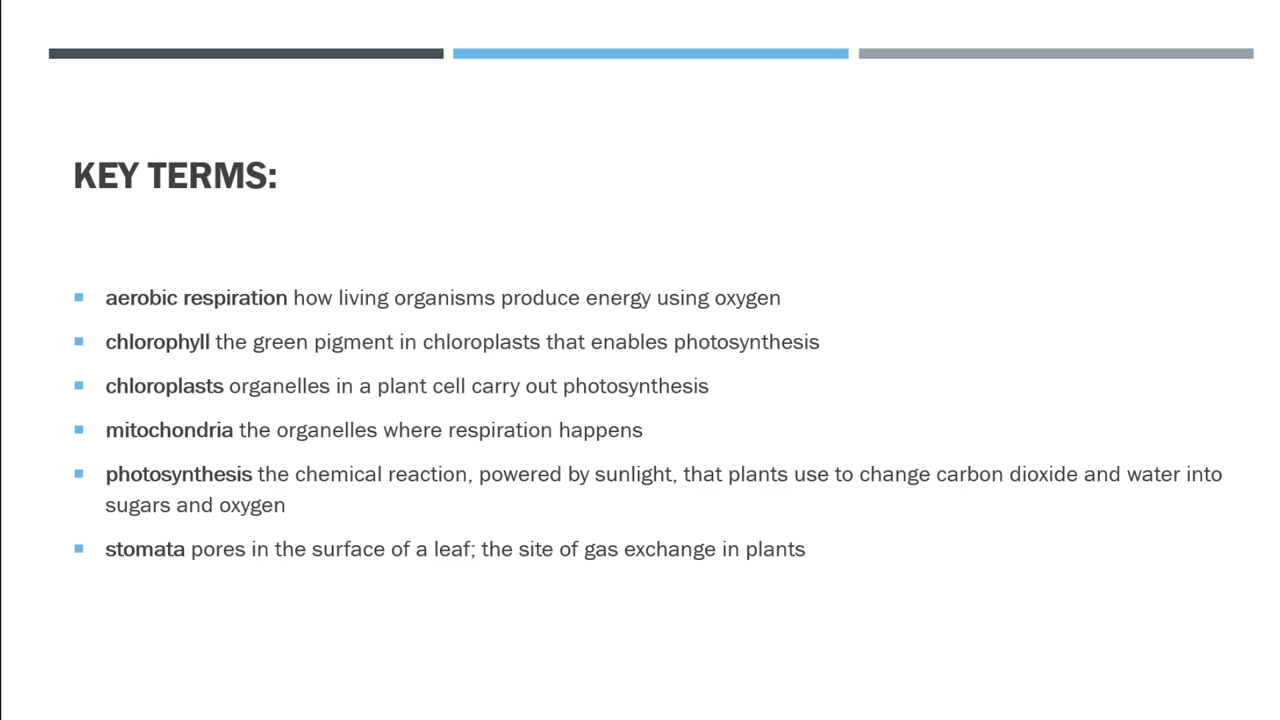 KEY TERMS:
aerobic respiration how living organisms produce energy using oxygen
chlorophyll the green pigment in chloroplasts that enables photosynthesis
chloroplasts organelles in a plant cell carry out photosynthesis
mitochondria the organelles where respiration happens
photosynthesis the chemical reaction, powered by sunlight, that plants use to change carbon dioxide and water into
sugars and oxygen
stomata pores in the surface of a leaf; the site of gas exchange in plants